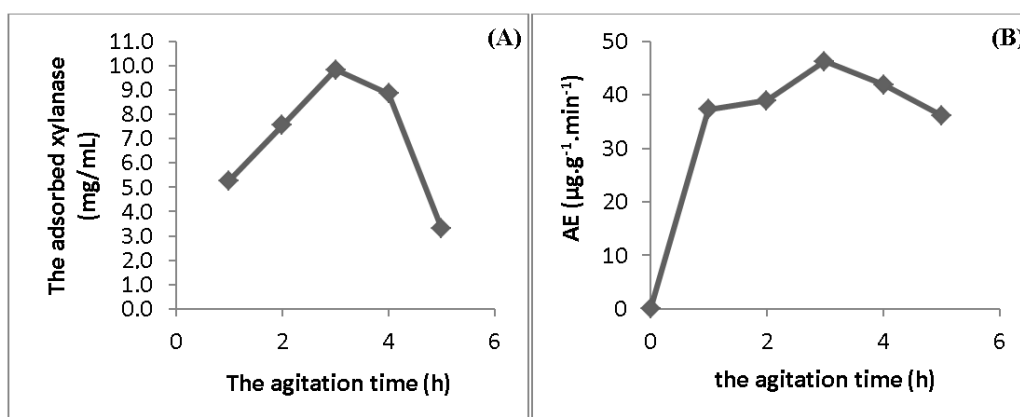 (A)
The adsorbed xylanase
(mg/mL)
11.0
10.0
9.0
8.0
7.0
6.0
5.0
4.0
3.0
2.0
1.0
0.0
0 2 4 6
The agitation time (h)
(B)
AE (µg.g⁻¹.min⁻¹)
50
40
30
20
10
0
0 2 4 6
the agitation time (h)